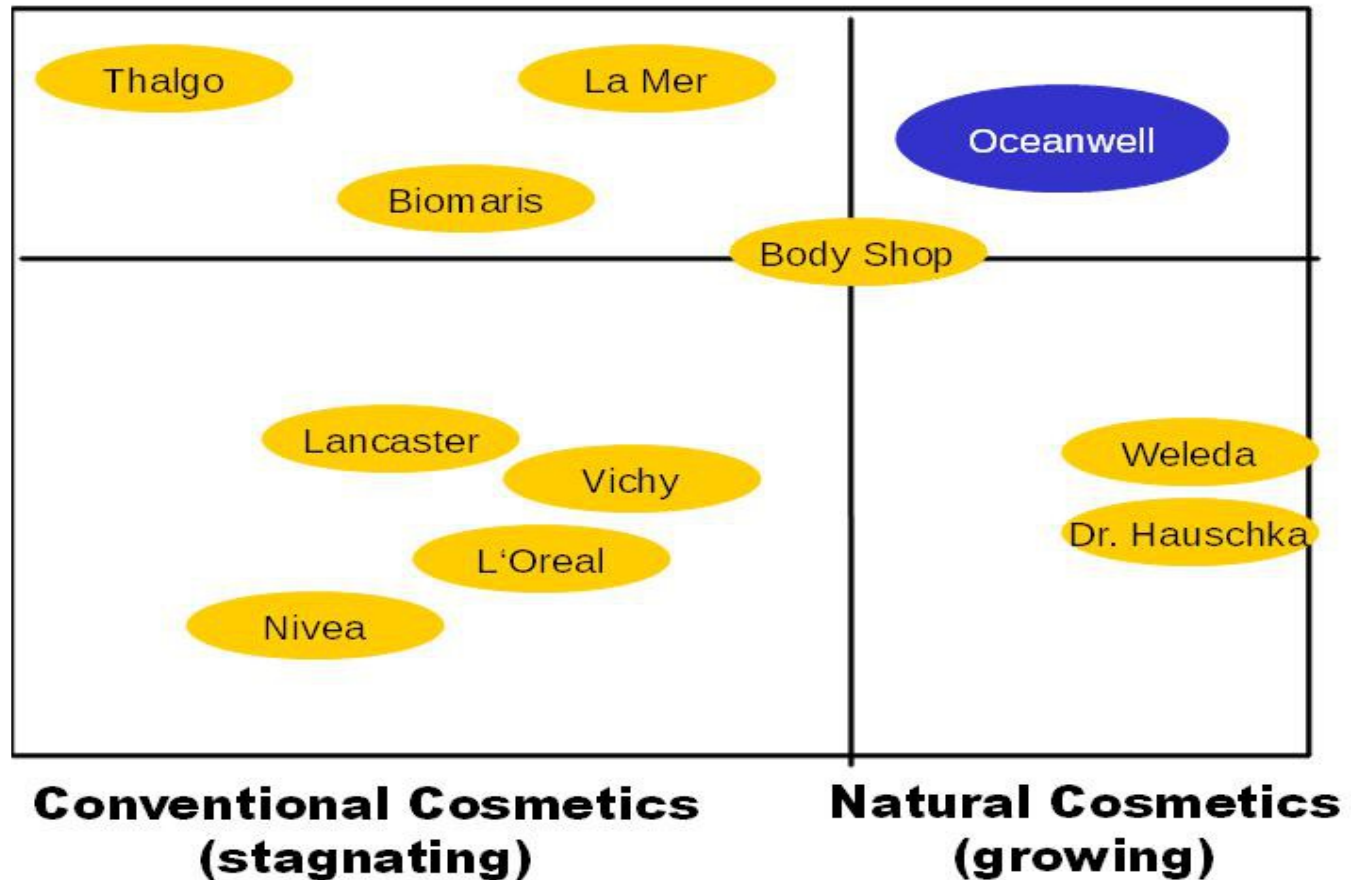 Thalgo
La Mer
Oceanwell
Biomaris
Body Shop
Lancaster
Vichy
Weleda
Dr. Hauschka
L‘Oreal
Nivea
Conventional Cosmetics
(stagnating)
Natural Cosmetics
(growing)